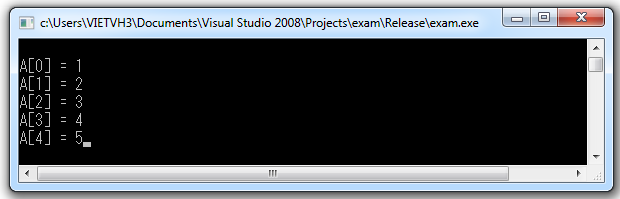 c:\Users\VIETVH3\Documents\Visual Studio 2008\Projects\exam\Release\exam.exe
A[0] = 1
A[1] = 2
A[2] = 3
A[3] = 4
A[4] = 5